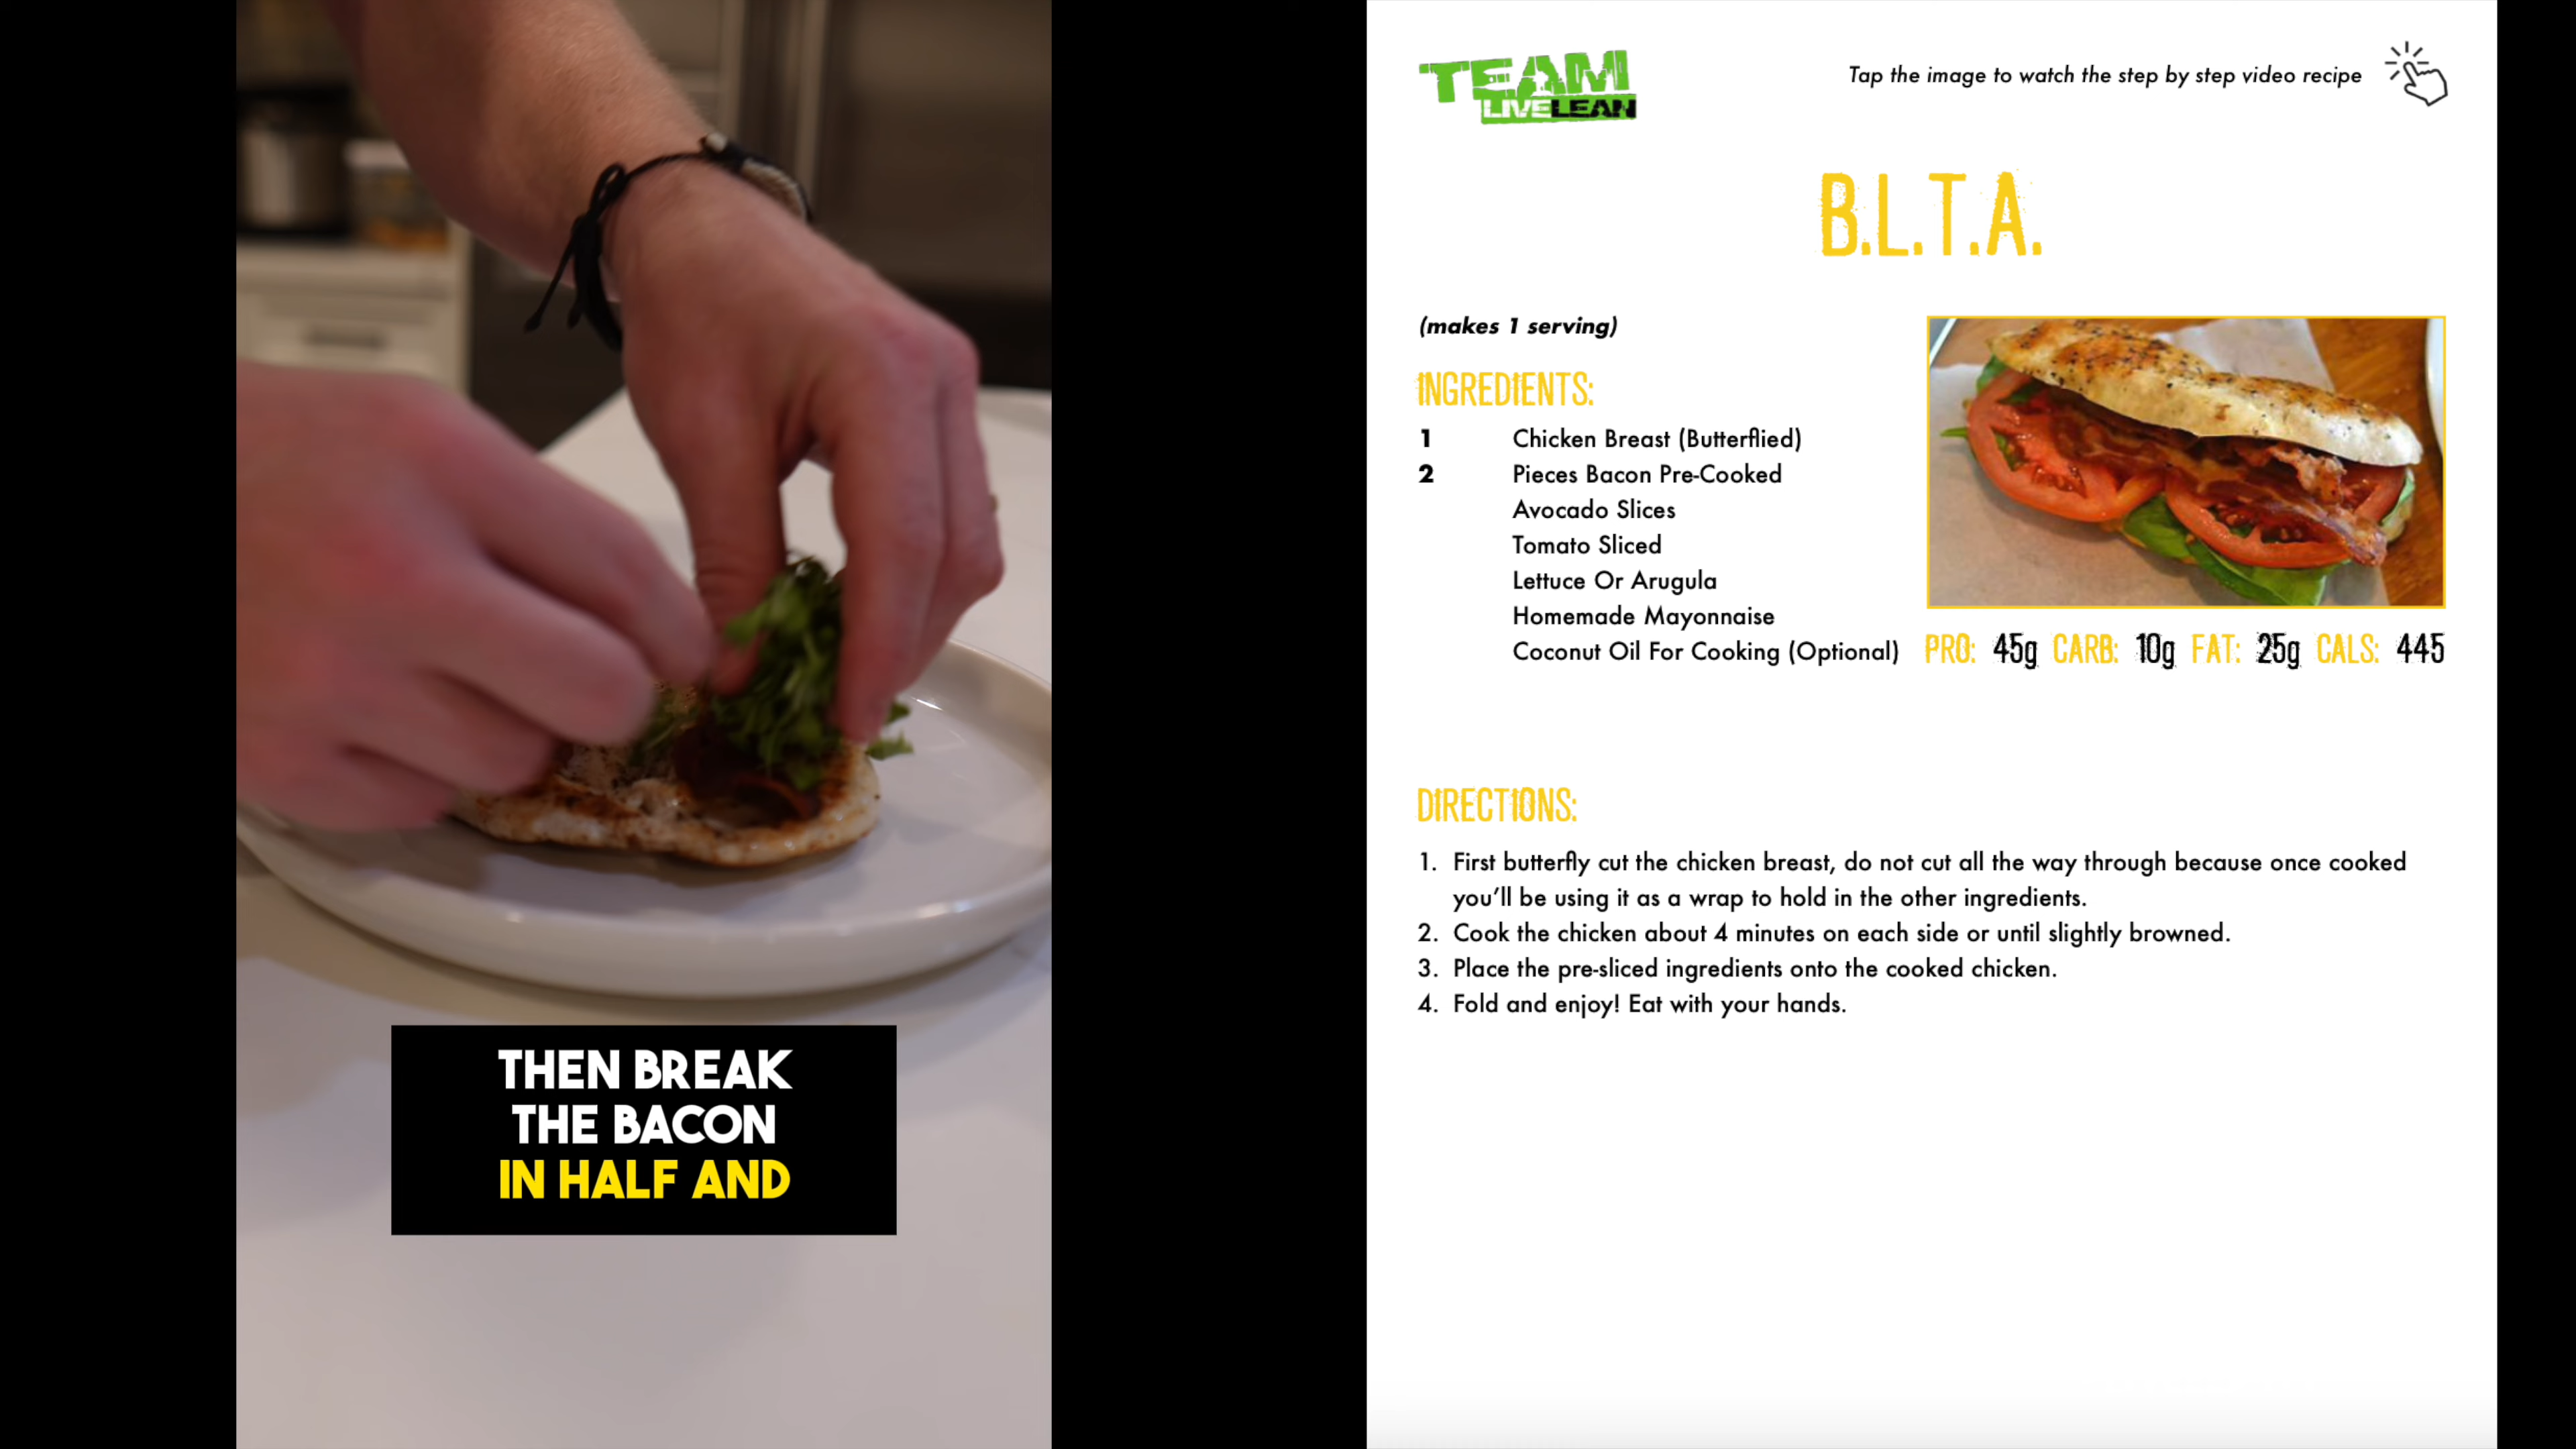 THEN BREAK
THE BACON
IN HALF AND
TEAM
LIVELEAN
Tap the image to watch the step by step video recipe
B.L.T.A.
(makes 1 serving)
INGREDIENTS:
1 Chicken Breast (Butterflied)
2 Pieces Bacon Pre-Cooked
Avocado Slices
Tomato Sliced
Lettuce Or Arugula
Homemade Mayonnaise
Coconut Oil For Cooking (Optional)
PRO: 45g CARB: 10g FAT: 25g CALS: 445
DIRECTIONS:
1. First butterfly cut the chicken breast, do not cut all the way through because once cooked
you’ll be using it as a wrap to hold in the other ingredients.
2. Cook the chicken about 4 minutes on each side or until slightly browned.
3. Place the pre-sliced ingredients onto the cooked chicken.
4. Fold and enjoy! Eat with your hands.